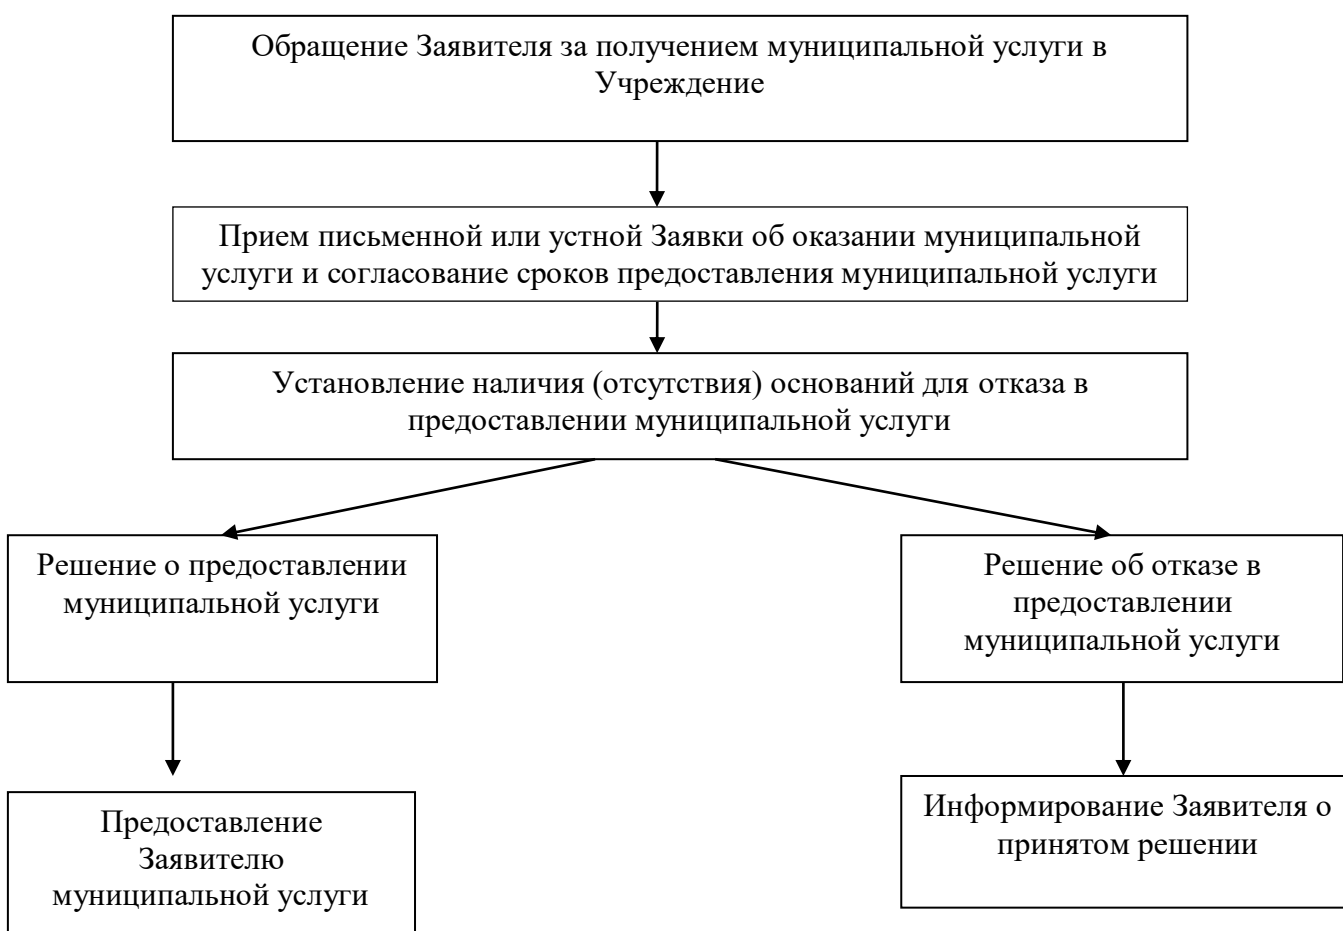 Обращение Заявителя за получением муниципальной услуги в
Учреждение
Прием письменной или устной Заявки об оказании муниципальной
услуги и согласование сроков предоставления муниципальной услуги
Установление наличия (отсутствия) оснований для отказа в
предоставлении муниципальной услуги
Решение о предоставлении
муниципальной услуги
Решение об отказе в
предоставлении
муниципальной услуги
Предоставление
Заявителю
муниципальной услуги
Информирование Заявителя о
принятом решении